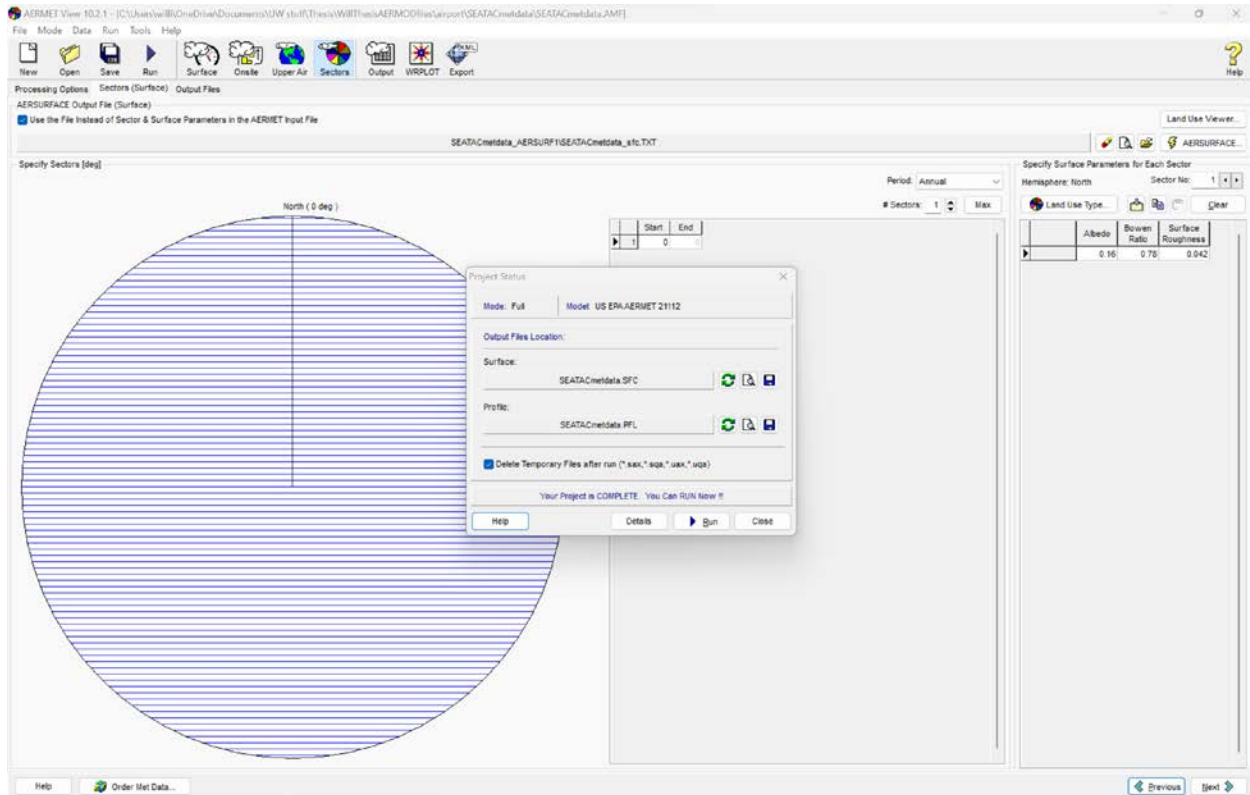 AERMET View 10.2.1 - [C:\Users\willi\OneDrive\Documents\UW stuff\Thesis\WillThesisAERMODfiles\airport\SEATACmetdata\SEATACmetdata.AMF]
File Mode Data Run Tools Help
New Open Save Run Surface Onsite Upper Air Sectors Output WRPLOT Export Help
Processing Options Sectors (Surface) Output Files
AERSURFACE Output File (Surface)
Use the File Instead of Sector & Surface Parameters in the AERMET Input File
Land Use Viewer...
SEATACmetdata_AERSURF1\SEATACmetdata_sfc.TXT
AERSURFACE...
Specify Sectors [deg]
North ( 0 deg )
Period: Annual
# Sectors: 1 Max
Start End
1 0 0
Specify Surface Parameters for Each Sector
Hemisphere: North Sector No: 1
Land Use Type... Clear
Albedo Bowen Ratio Surface Roughness
0.16 0.78 0.042
Project Status
Mode: Full Model: US EPA AERMET 21112
Output Files Location:
Surface:
SEATACmetdata.SFC
Profile:
SEATACmetdata.PFL
Delete Temporary Files after run (*.sax,*.sqa,*.uax,*.uqa)
Your Project is COMPLETE. You Can RUN Now !!
Help Details Run Close
Help Order Met Data... Previous Next